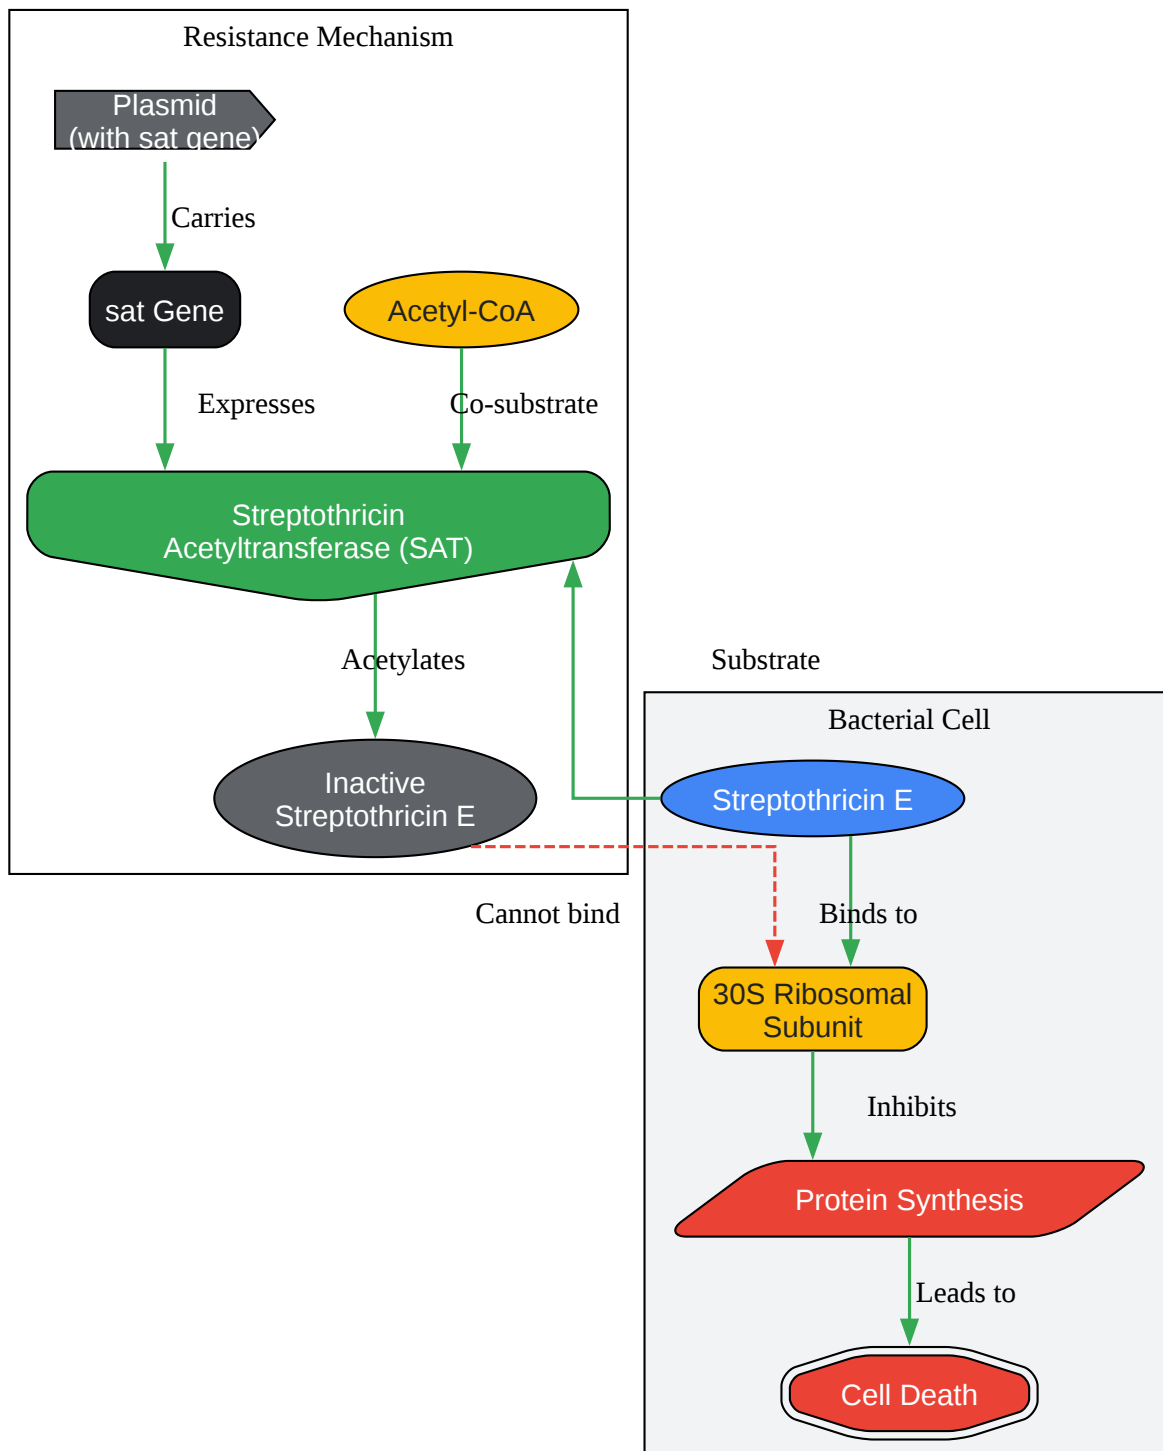 Resistance Mechanism
Plasmid
(with sat gene)
Carries
sat Gene
Acetyl-CoA
Expresses
Co-substrate
Streptothricin
Acetyltransferase (SAT)
Acetylates
Substrate
Bacterial Cell
Inactive
Streptothricin E
Streptothricin E
Cannot bind
Binds to
30S Ribosomal
Subunit
Inhibits
Protein Synthesis
Leads to
Cell Death